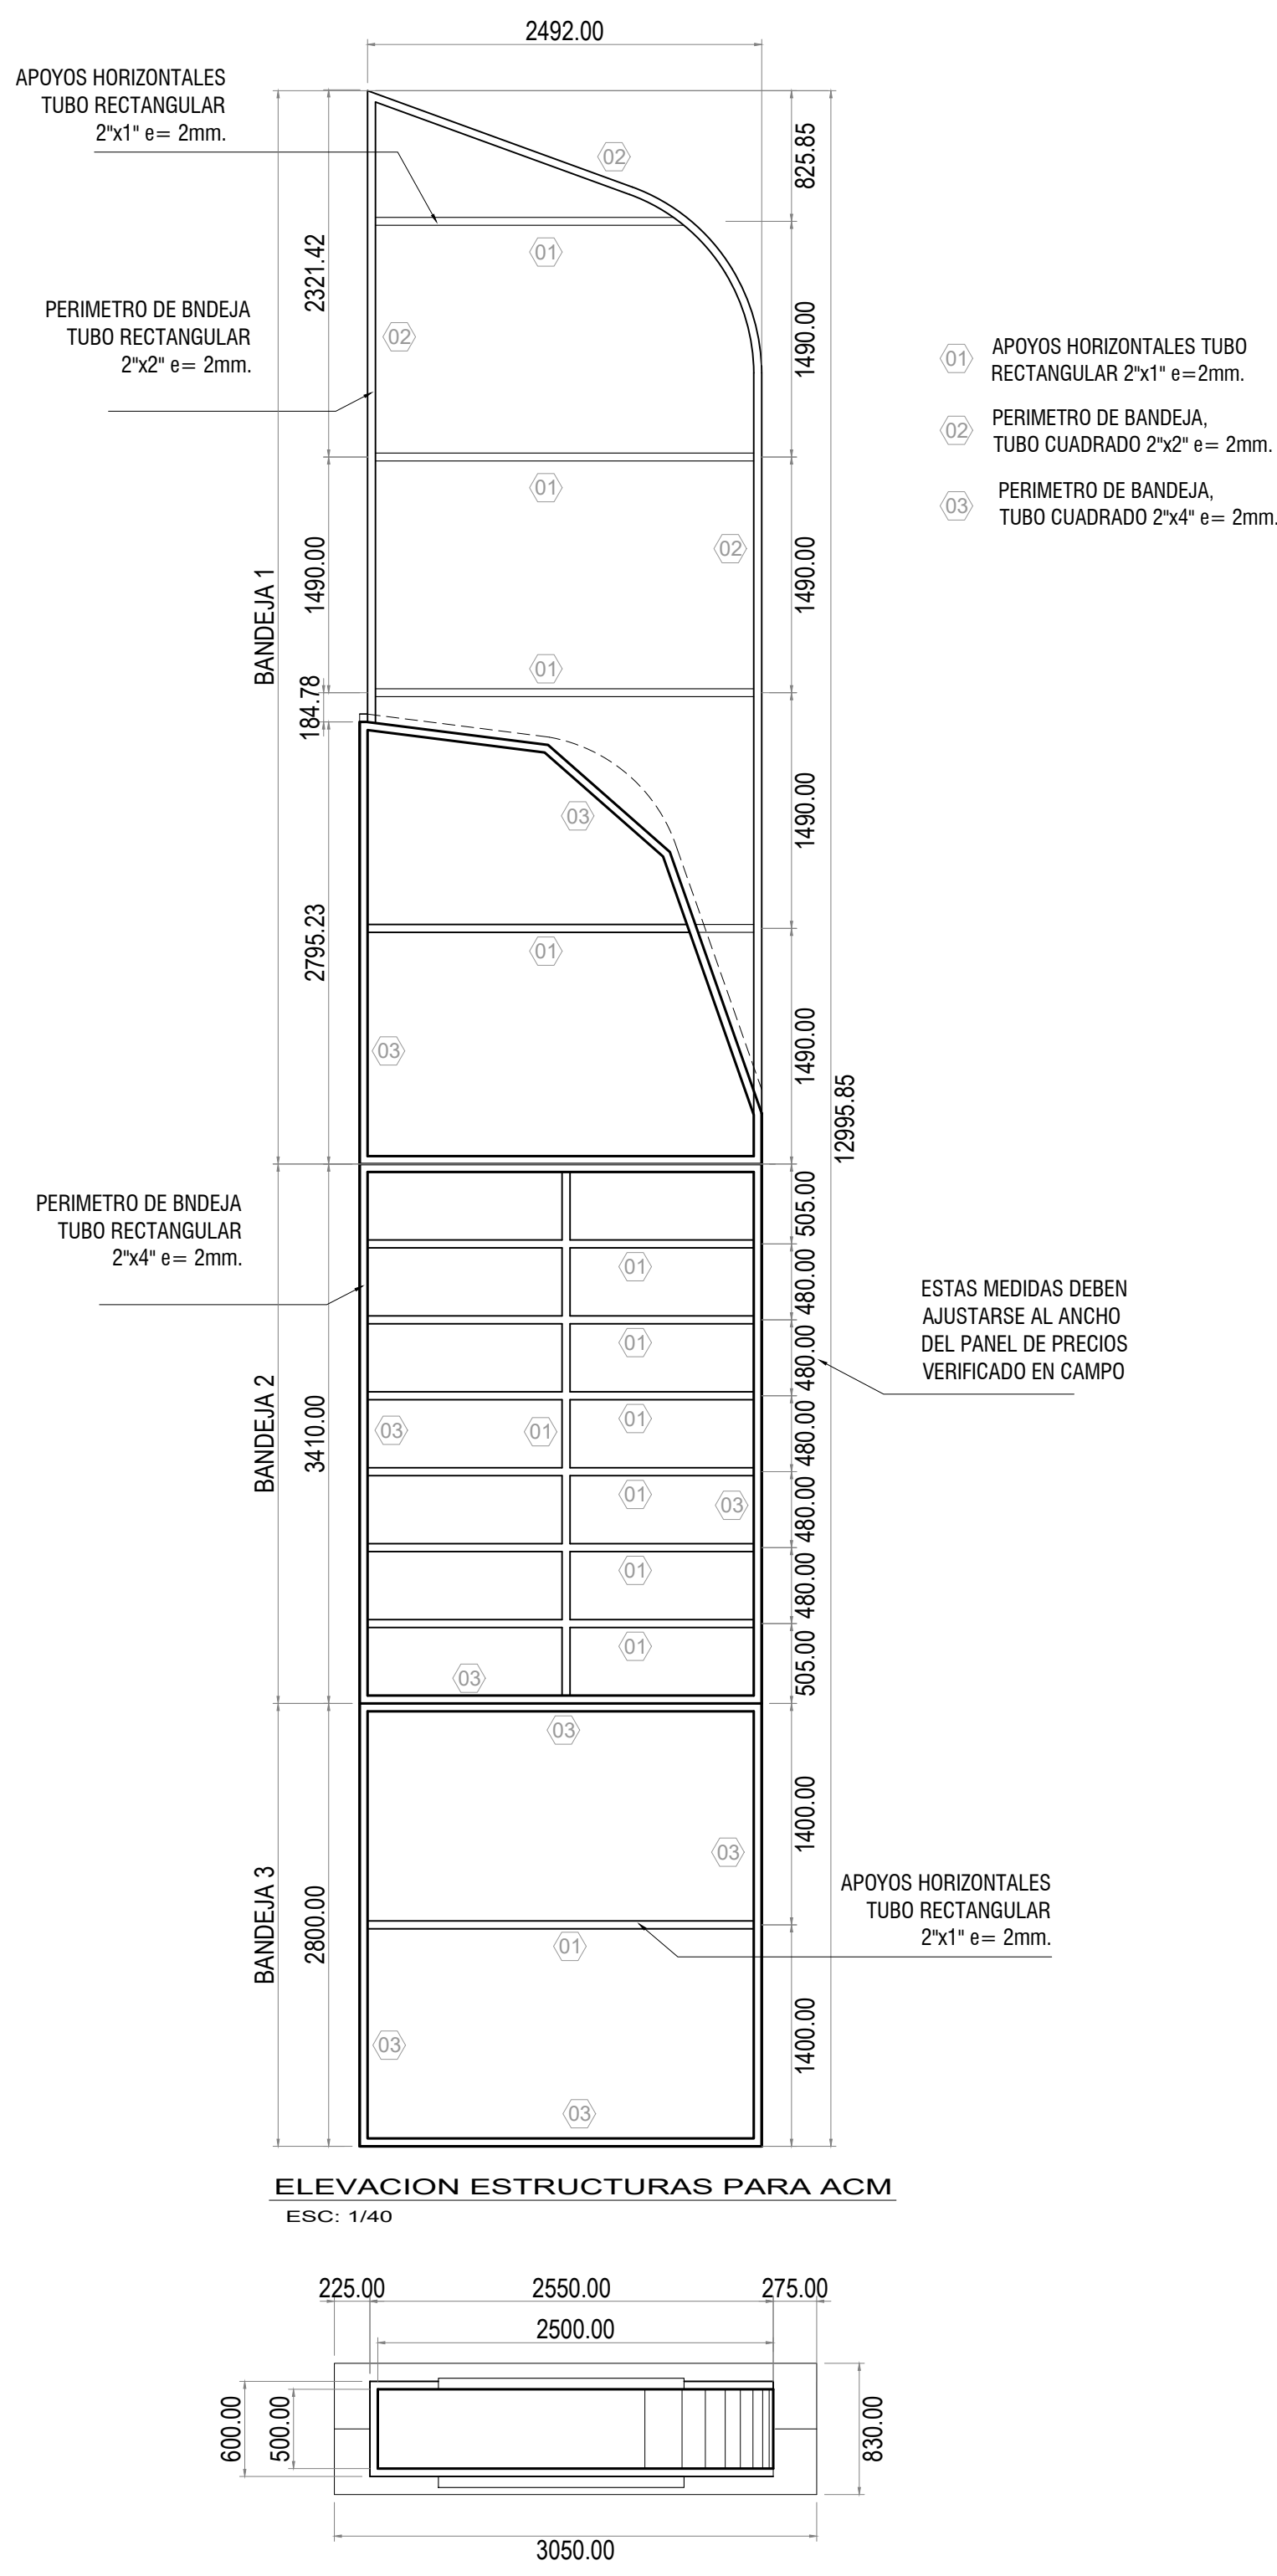 2492.00
APOYOS HORIZONTALES
TUBO RECTANGULAR
2"x1" e= 2mm.
825.85
02
01
2321.42
PERIMETRO DE BNDEJA
TUBO RECTANGULAR
2"x2" e= 2mm.
02
1490.00
01 APOYOS HORIZONTALES TUBO
RECTANGULAR 2"x1" e=2mm.
02 PERIMETRO DE BANDEJA,
TUBO CUADRADO 2"x2" e= 2mm.
03 PERIMETRO DE BANDEJA,
TUBO CUADRADO 2"x4" e= 2mm.
01
02
1490.00
1490.00
BANDEJA 1
01
184.78
03
1490.00
2795.23
01
03
1490.00
12995.85
PERIMETRO DE BNDEJA
TUBO RECTANGULAR
2"x4" e= 2mm.
505.00
01
480.00
ESTAS MEDIDAS DEBEN
AJUSTARSE AL ANCHO
DEL PANEL DE PRECIOS
VERIFICADO EN CAMPO
01
480.00
BANDEJA 2
3410.00
03
01
01
480.00
01
03
480.00
01
480.00
01
505.00
03
03
1400.00
03
BANDEJA 3
2800.00
APOYOS HORIZONTALES
TUBO RECTANGULAR
2"x1" e= 2mm.
01
03
1400.00
03
ELEVACION ESTRUCTURAS PARA ACM
ESC: 1/40
225.00
2550.00
275.00
2500.00
600.00
500.00
830.00
3050.00